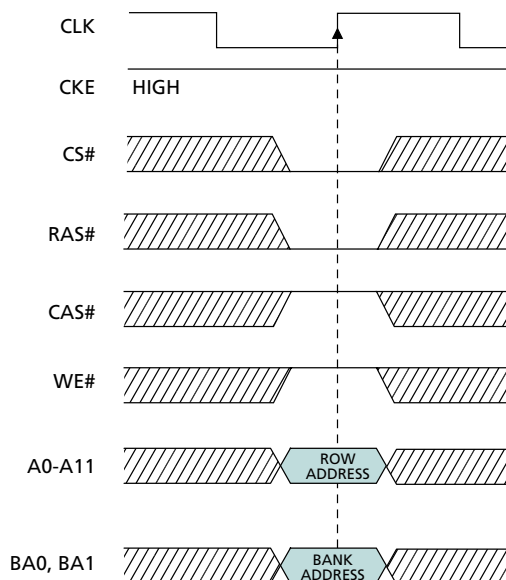 CLK
CKE HIGH
CS#
RAS#
CAS#
WE#
A0-A11 ROW
ADDRESS
BA0, BA1 BANK
ADDRESS